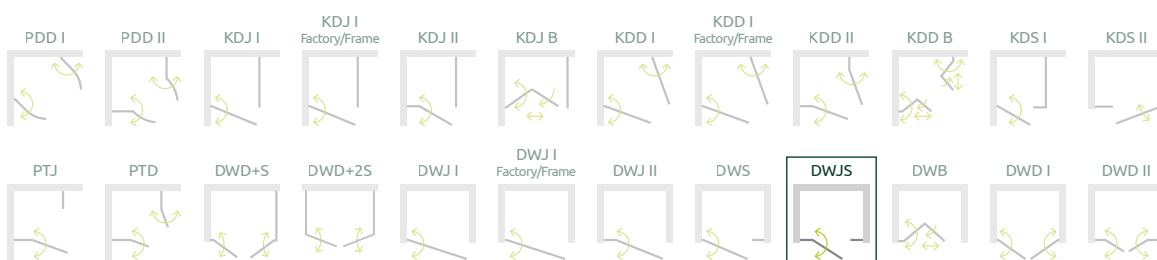 PDD I
PDD II
KDJ I
KDJ I
Factory/Frame
KDJ II
KDJ B
KDD I
KDD I
Factory/Frame
KDD II
KDD B
KDS I
KDS II
PTJ
PTD
DWD+S
DWD+2S
DWJ I
DWJ I
Factory/Frame
DWJ II
DWS
DWJS
DWB
DWD I
DWD II